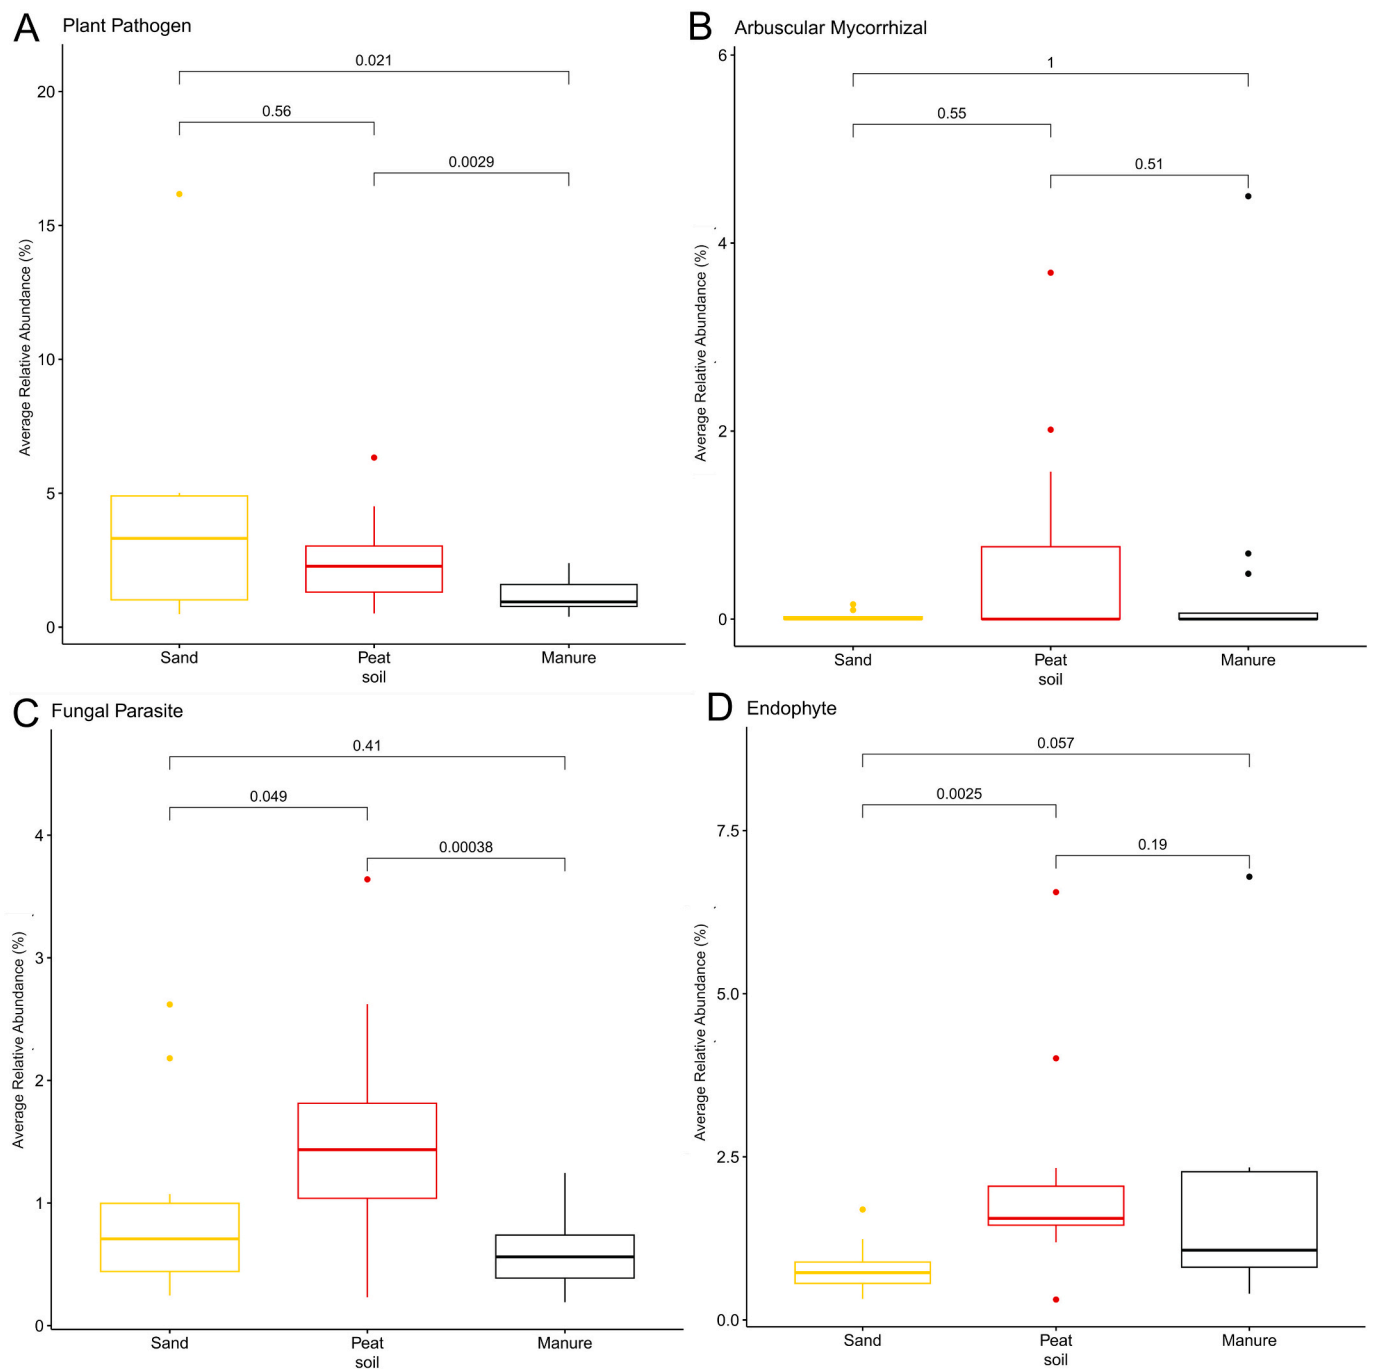 A Plant Pathogen
0.021
0.56
0.0029
20
15
10
5
0
Average Relative Abundance (%)
Sand Peat Manure
soil
B Arbuscular Mycorrhizal
1
0.55
0.51
6
4
2
0
Average Relative Abundance (%)
Sand Peat Manure
soil
C Fungal Parasite
0.41
0.049
0.00038
4
3
2
1
0
Average Relative Abundance (%)
Sand Peat Manure
soil
D Endophyte
0.057
0.0025
0.19
7.5
5.0
2.5
0.0
Average Relative Abundance (%)
Sand Peat Manure
soil